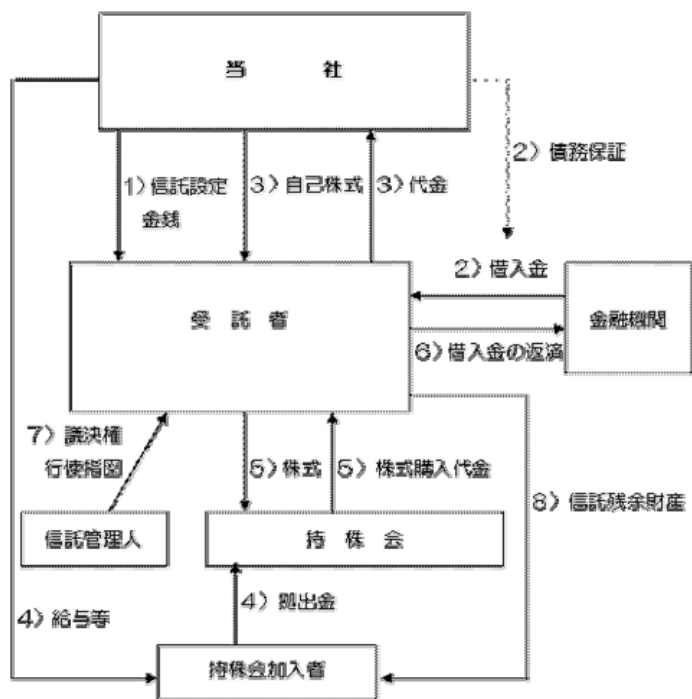 当 社
2）債務保証
1）信託設定
金銭
3）自己株式
3）代金
2）借入金
受 託 者
金融機関
6）借入金の返済
7）議決権
行使指図
5）株式
5）株式購入代金
8）信託残余財産
信託管理人
持 株 会
4）給与等
4）拠出金
持株会加入者